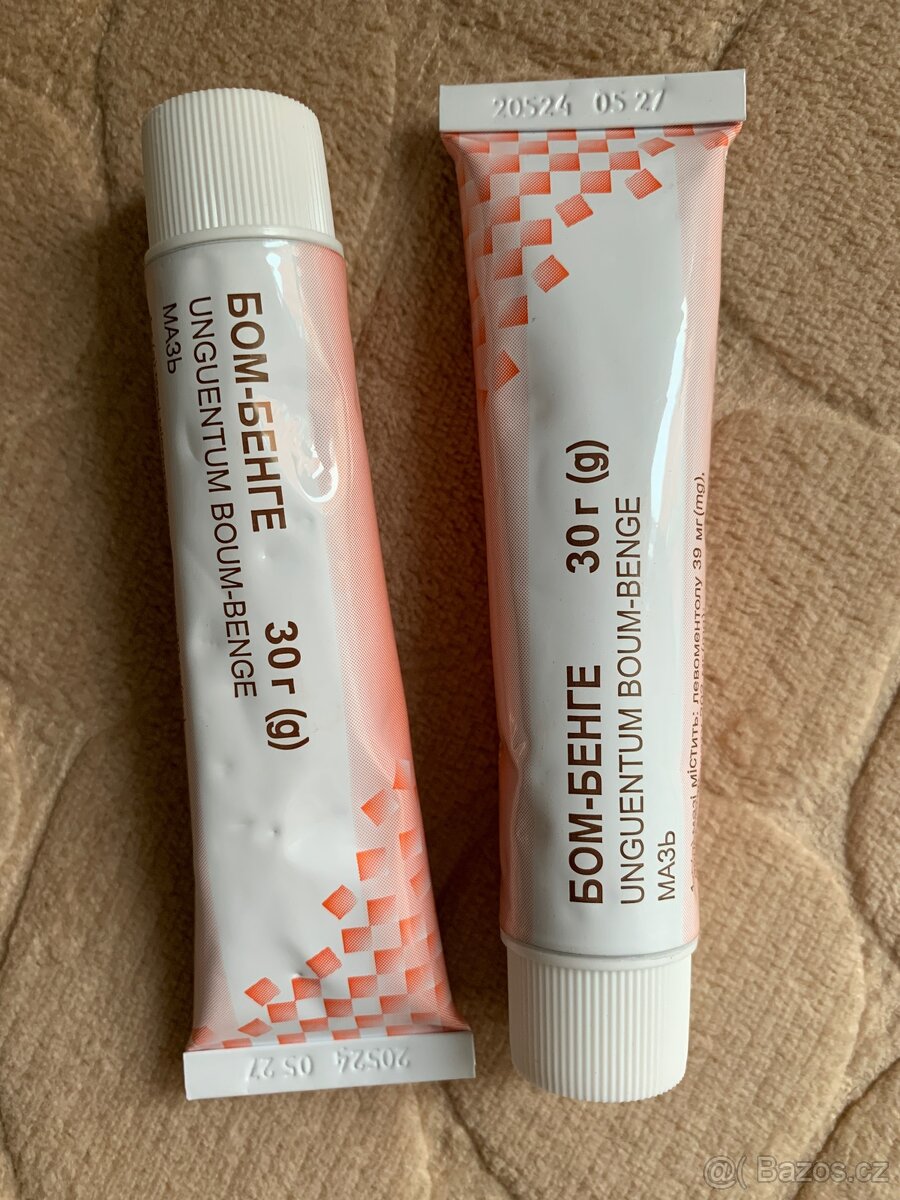 БОМ-БЕНГЕ 30 г (g)
UNGUENTUM BOUM-BENGE
МАЗЬ
20524 05 27
20524 05 27
БОМ-БЕНГЕ 30 г (g)
UNGUENTUM BOUM-BENGE
МАЗЬ
мазі містить: левоментолу 39 мг (mg),
@( Bazos.cz